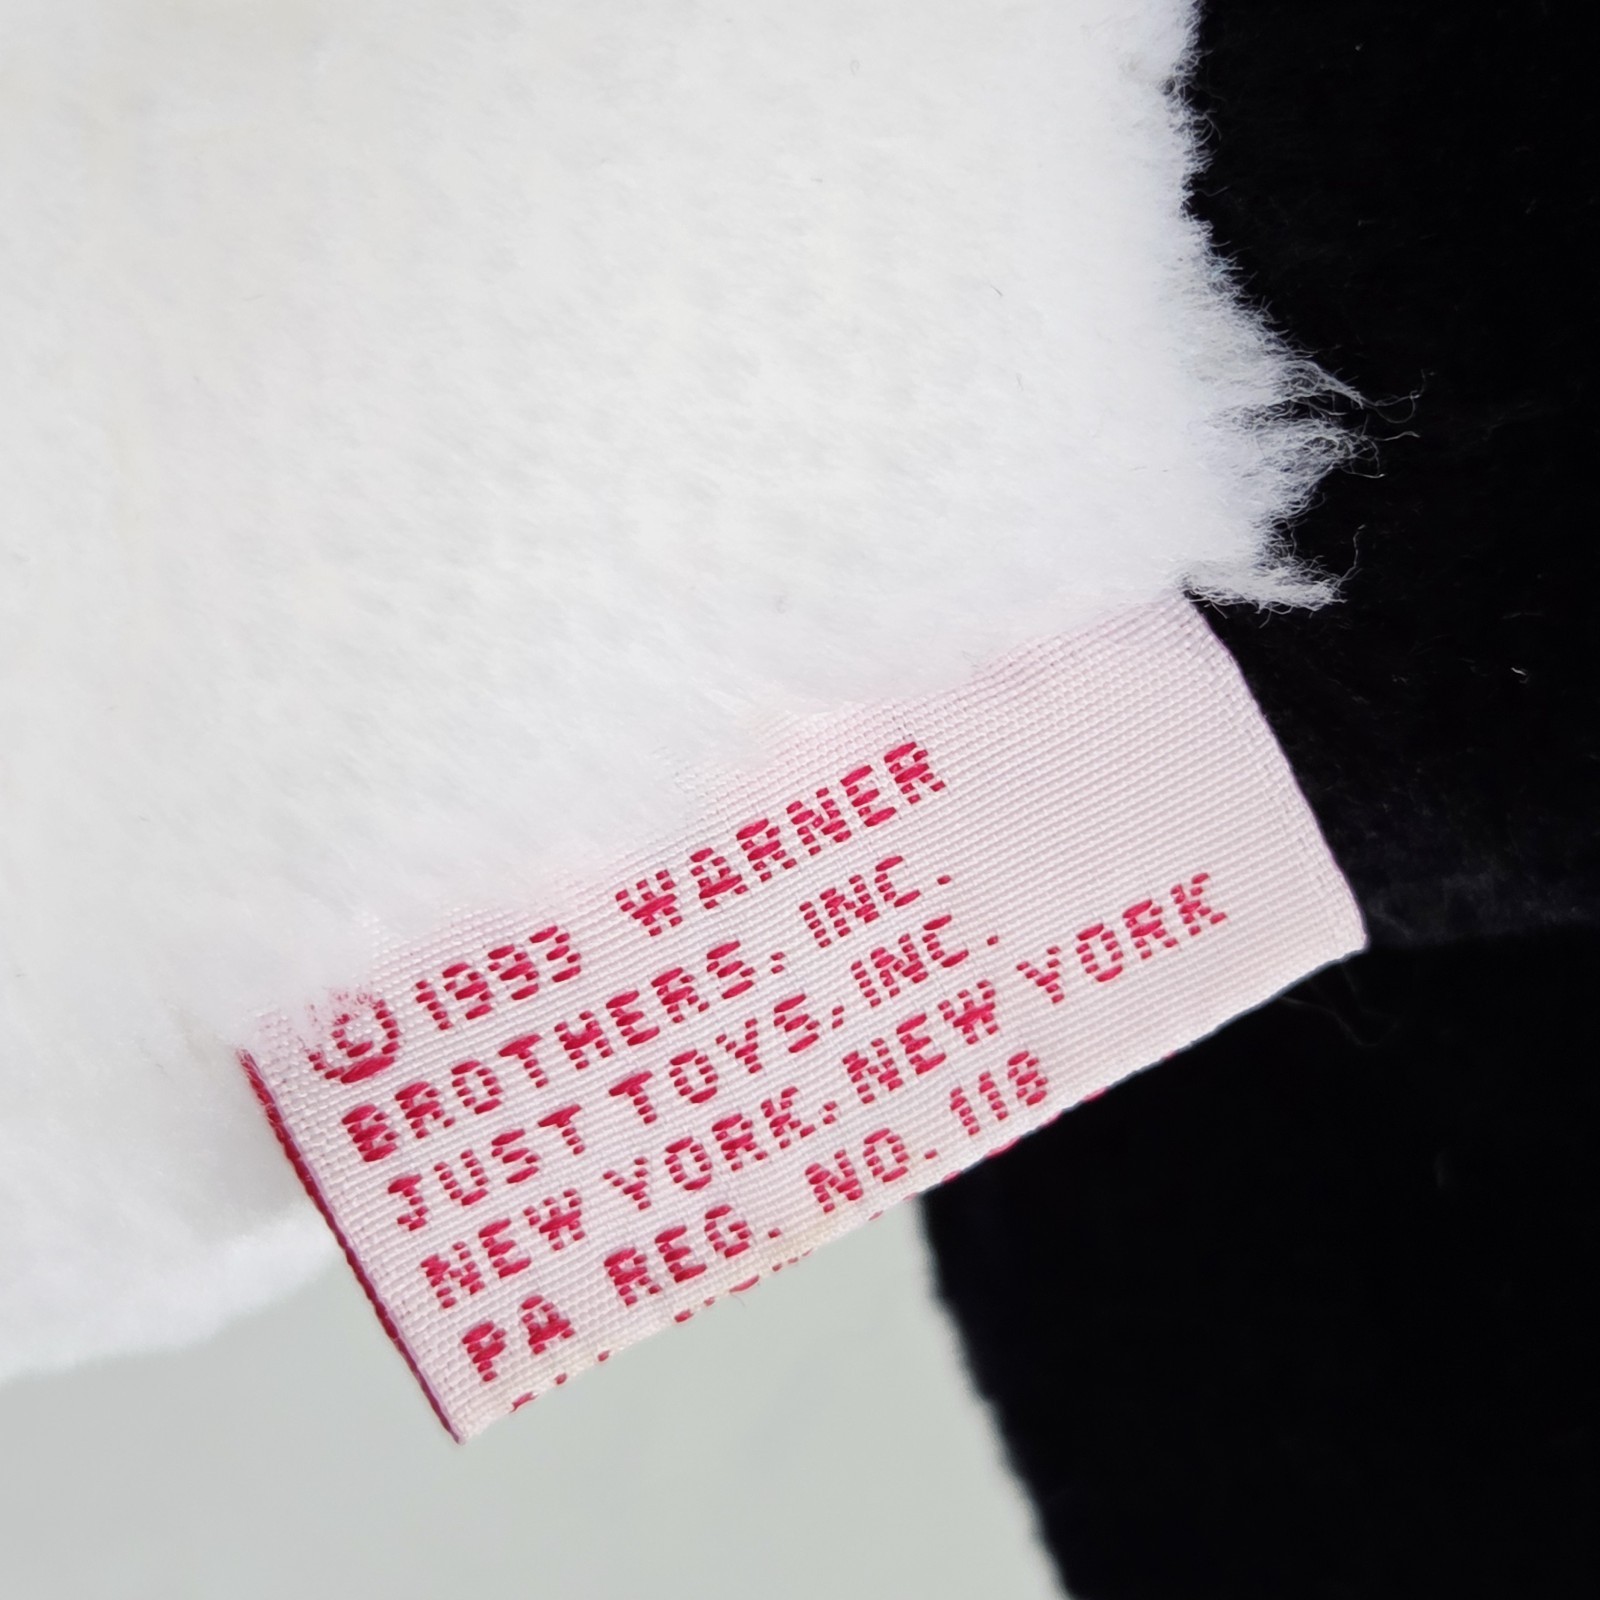 ©1993 WARNER
BROTHERS, INC.
JUST TOYS, INC.
NEW YORK, NEW YORK
PA REG. NO. 118